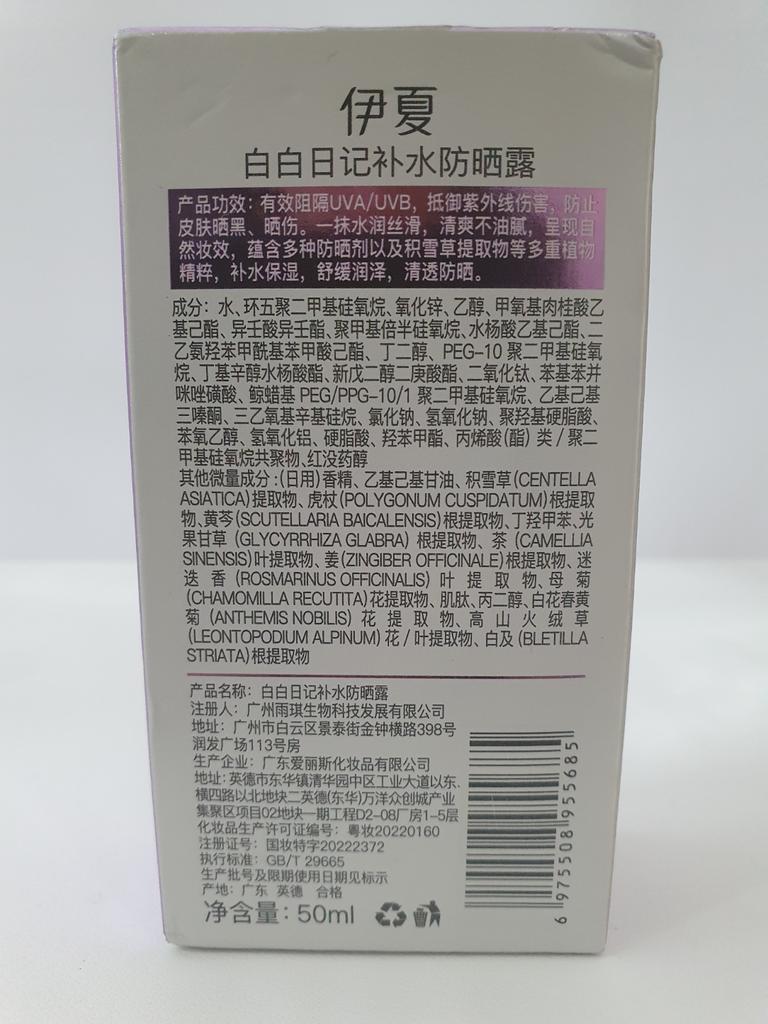 伊夏
白白日记补水防晒露
产品功效：有效阻隔UVA/UVB，抵御紫外线伤害，防止
皮肤晒黑、晒伤。一抹水润丝滑，清爽不油腻，呈现自
然妆效，蕴含多种防晒剂以及积雪草提取物等多重植物
精粹，补水保湿，舒缓润泽，清透防晒。
成分：水、环五聚二甲基硅氧烷、氧化锌、乙醇、甲氧基肉桂酸乙
基己酯、异壬酸异壬酯、聚甲基倍半硅氧烷、水杨酸乙基己酯、二
乙氨羟苯甲酰基苯甲酸己酯、丁二醇、PEG-10 聚二甲基硅氧
烷、丁基辛醇水杨酸酯、新戊二醇二庚酸酯、二氧化钛、苯基苯并
咪唑磺酸、鲸蜡基 PEG/PPG-10/1 聚二甲基硅氧烷、乙基己基
三嗪酮、三乙氧基辛基硅烷、氯化钠、氢氧化钠、聚羟基硬脂酸、
苯氧乙醇、氢氧化铝、硬脂酸、羟苯甲酯、丙烯酸(酯) 类 / 聚二
甲基硅氧烷共聚物、红没药醇
其他微量成分：(日用)香精、乙基己基甘油、积雪草(CENTELLA
ASIATICA)提取物、虎杖(POLYGONUM CUSPIDATUM)根提取
物、黄芩(SCUTELLARIA BAICALENSIS)根提取物、丁羟甲苯、光
果甘草 (GLYCYRRHIZA GLABRA) 根提取物、茶 (CAMELLIA
SINENSIS)叶提取物、姜(ZINGIBER OFFICINALE)根提取物、迷
迭香 (ROSMARINUS OFFICINALIS) 叶提取物、母菊
(CHAMOMILLA RECUTITA)花提取物、肌肽、丙二醇、白花春黄
菊 (ANTHEMIS NOBILIS) 花提取物、高山火绒草
(LEONTOPODIUM ALPINUM) 花 / 叶提取物、白及 (BLETILLA
STRIATA)根提取物
产品名称：白白日记补水防晒露
注册人：广州雨琪生物科技发展有限公司
地址：广州市白云区景泰街金钟横路398号
润发广场113号房
生产企业：广东爱丽斯化妆品有限公司
地址:英德市东华镇清华园中区工业大道以东、
横四路以北地块二英德(东华)万洋众创城产业
集聚区项目02地块一期工程D2-08厂房1-5层
化妆品生产许可证编号：粤妆20220160
注册证号：国妆特字20222372
执行标准：GB/T 29665
生产批号及限期使用日期见标示
产地：广东 英德 合格
净含量：50ml
6 975508 955685